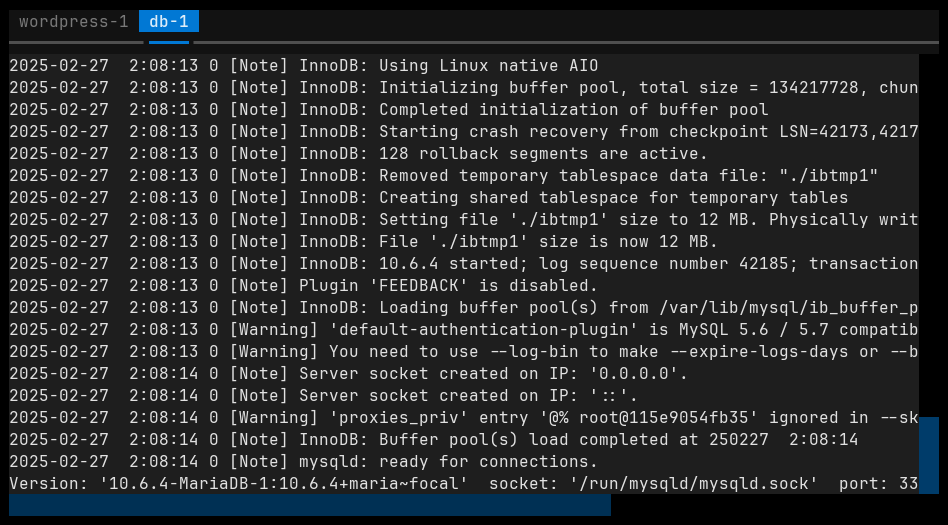 wordpress-1  db-1
2025-02-27  2:08:13 0 [Note] InnoDB: Using Linux native AIO
2025-02-27  2:08:13 0 [Note] InnoDB: Initializing buffer pool, total size = 134217728, chun
2025-02-27  2:08:13 0 [Note] InnoDB: Completed initialization of buffer pool
2025-02-27  2:08:13 0 [Note] InnoDB: Starting crash recovery from checkpoint LSN=42173,4217
2025-02-27  2:08:13 0 [Note] InnoDB: 128 rollback segments are active.
2025-02-27  2:08:13 0 [Note] InnoDB: Removed temporary tablespace data file: "./ibtmp1"
2025-02-27  2:08:13 0 [Note] InnoDB: Creating shared tablespace for temporary tables
2025-02-27  2:08:13 0 [Note] InnoDB: Setting file './ibtmp1' size to 12 MB. Physically writ
2025-02-27  2:08:13 0 [Note] InnoDB: File './ibtmp1' size is now 12 MB.
2025-02-27  2:08:13 0 [Note] InnoDB: 10.6.4 started; log sequence number 42185; transaction
2025-02-27  2:08:13 0 [Note] Plugin 'FEEDBACK' is disabled.
2025-02-27  2:08:13 0 [Note] InnoDB: Loading buffer pool(s) from /var/lib/mysql/ib_buffer_p
2025-02-27  2:08:13 0 [Warning] 'default-authentication-plugin' is MySQL 5.6 / 5.7 compatib
2025-02-27  2:08:13 0 [Warning] You need to use --log-bin to make --expire-logs-days or --b
2025-02-27  2:08:14 0 [Note] Server socket created on IP: '0.0.0.0'.
2025-02-27  2:08:14 0 [Note] Server socket created on IP: '::'.
2025-02-27  2:08:14 0 [Warning] 'proxies_priv' entry '@% root@115e9054fb35' ignored in --sk
2025-02-27  2:08:14 0 [Note] InnoDB: Buffer pool(s) load completed at 250227  2:08:14
2025-02-27  2:08:14 0 [Note] mysqld: ready for connections.
Version: '10.6.4-MariaDB-1:10.6.4+maria~focal'  socket: '/run/mysqld/mysqld.sock'  port: 33